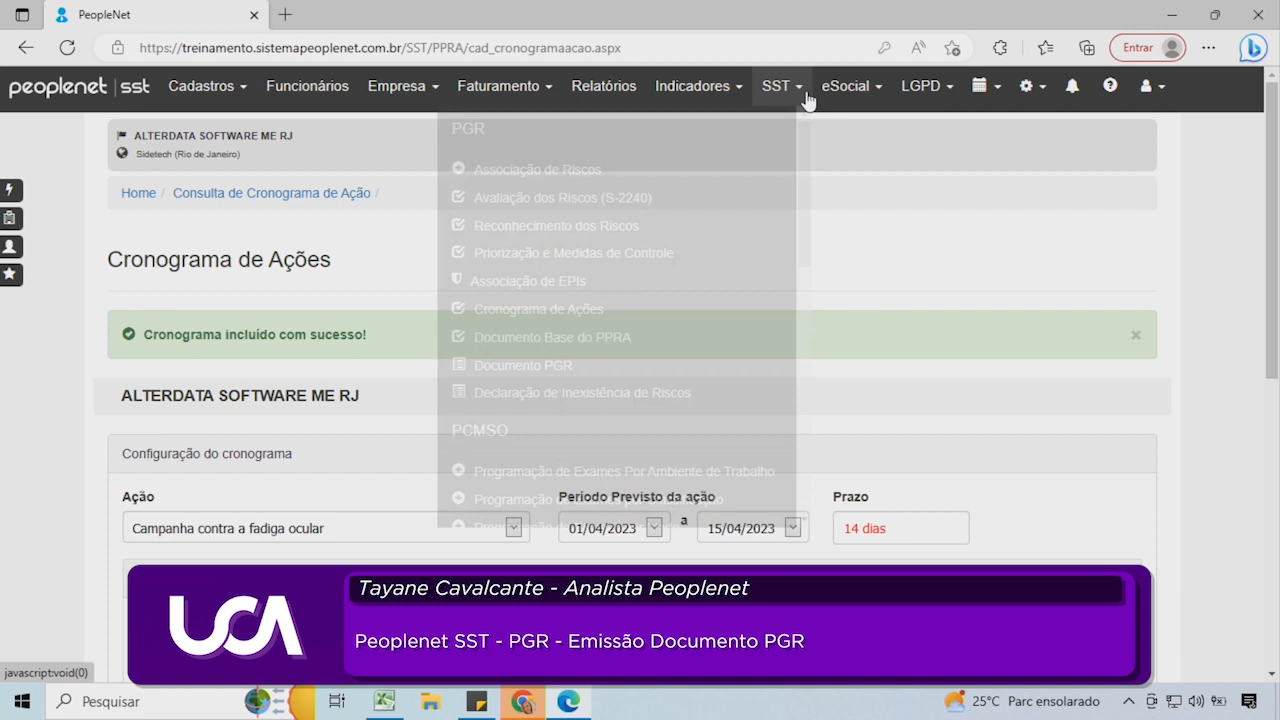 PeopleNet
https://treinamento.sistemapeoplenet.com.br/SST/PPRA/cad_cronogramaacao.aspx
Entrar
peoplenet sst
Cadastros
Funcionários
Empresa
Faturamento
Relatórios
Indicadores
SST
eSocial
LGPD
ALTERDATA SOFTWARE ME RJ
Sidetech (Rio de Janeiro)
Home / Consulta de Cronograma de Ação /
PGR
Associação de Riscos
Avaliação dos Riscos (S-2240)
Reconhecimento dos Riscos
Priorização e Medidas de Controle
Associação de EPIs
Cronograma de Ações
Documento Base do PPRA
Documento PGR
Declaração de Inexistência de Riscos
PCMSO
Programação de Exames Por Ambiente de Trabalho
Cronograma de Ações
Cronograma incluído com sucesso!
ALTERDATA SOFTWARE ME RJ
Configuração do cronograma
Ação
Período Previsto da ação
Prazo
Campanha contra a fadiga ocular
01/04/2023
a
15/04/2023
14 dias
UCA
Tayane Cavalcante - Analista Peoplenet
Peoplenet SST - PGR - Emissão Documento PGR
javascript:void(0)
Pesquisar
25°C Parc ensolarado